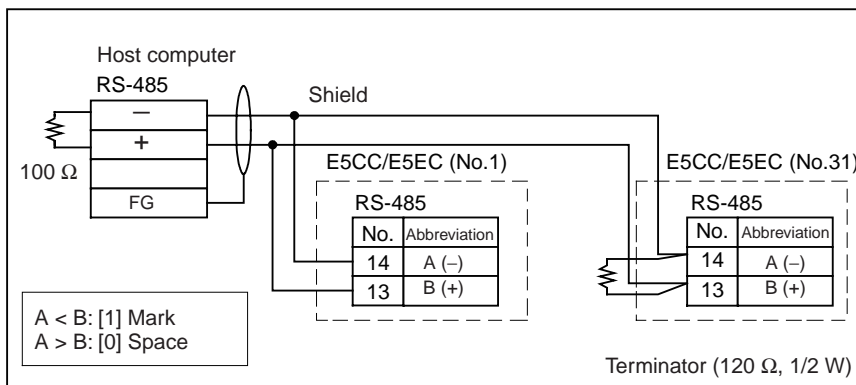 Host computer
RS-485
Shield
−
+
100 Ω
FG
E5CC/E5EC (No.1)
RS-485
No. Abbreviation
14 A (−)
13 B (+)
E5CC/E5EC (No.31)
RS-485
No. Abbreviation
14 A (−)
13 B (+)
A < B: [1] Mark
A > B: [0] Space
Terminator (120 Ω, 1/2 W)